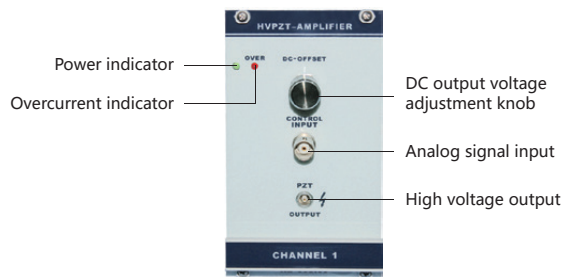 HVPZT-AMPLIFIER
OVER
DC-OFFSET
Power indicator
Overcurrent indicator
DC output voltage
adjustment knob
CONTROL
INPUT
Analog signal input
PZT
High voltage output
OUTPUT
CHANNEL 1